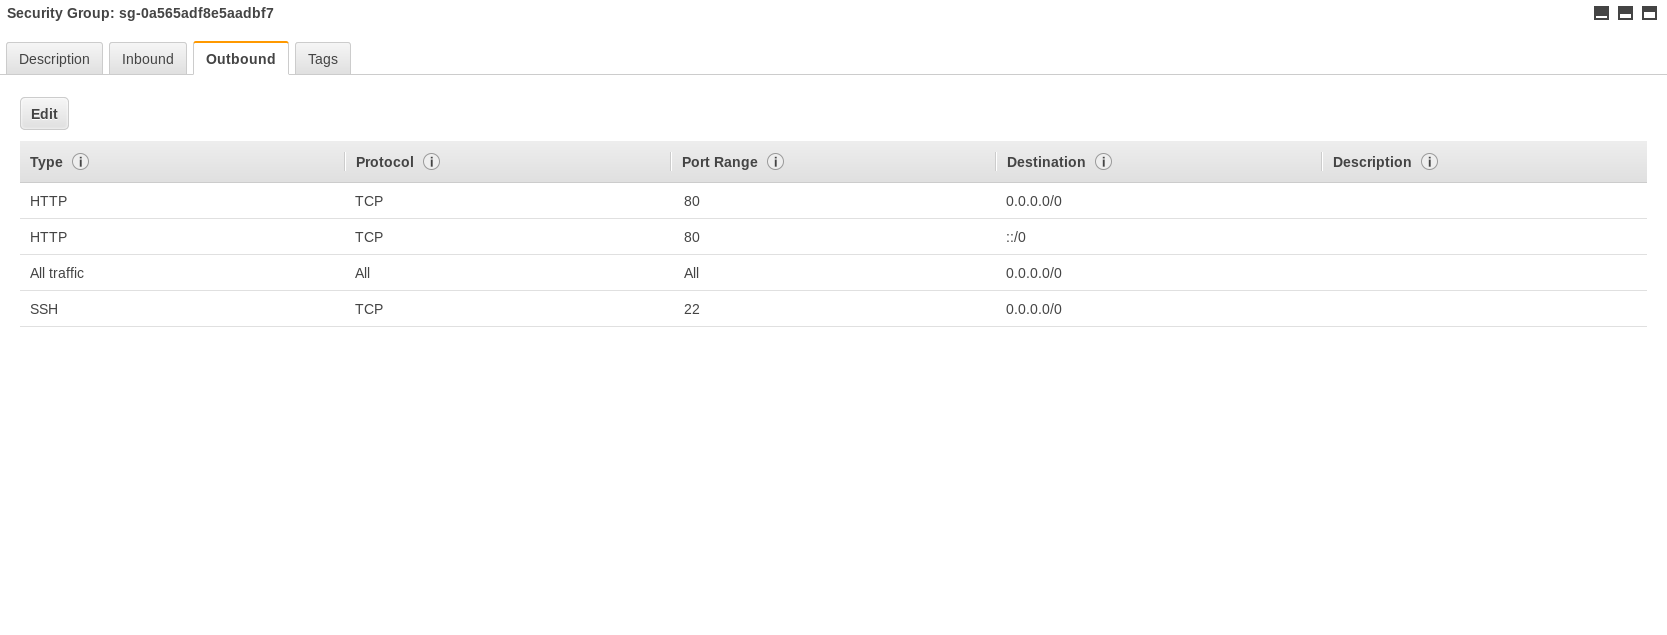 Security Group: sg-0a565adf8e5aadbf7
Description Inbound Outbound Tags
Edit
Type Protocol Port Range Destination Description
HTTP TCP 80 0.0.0.0/0
HTTP TCP 80 ::/0
All traffic All All 0.0.0.0/0
SSH TCP 22 0.0.0.0/0